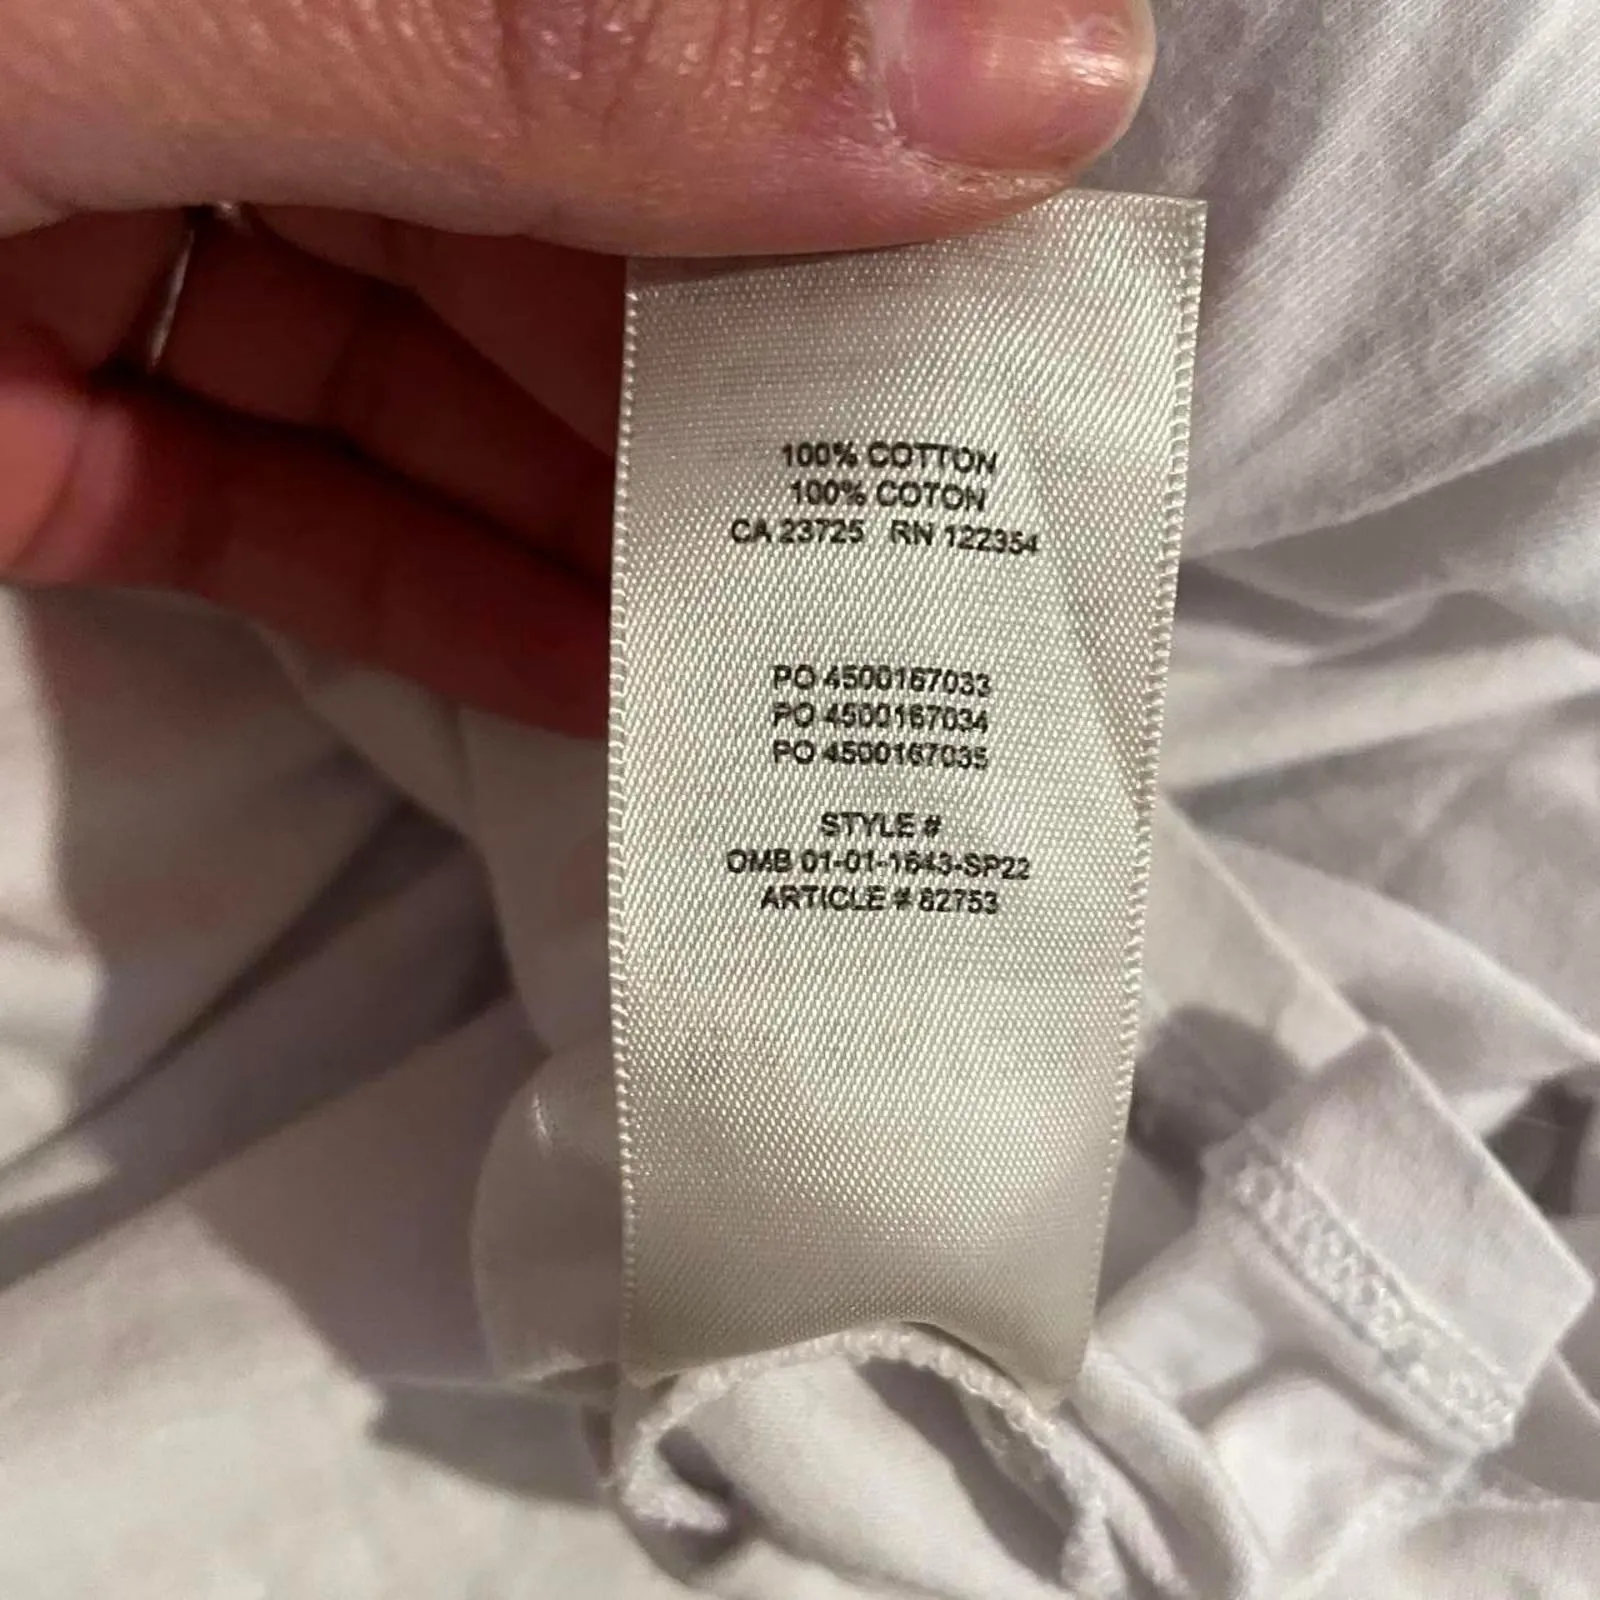 100% COTTON
100% COTON
CA 23725 RN 122354
PO 4500167033
PO 4500167034
PO 4500167035
STYLE #
OMB 01-01-1643-SP22
ARTICLE # 82753